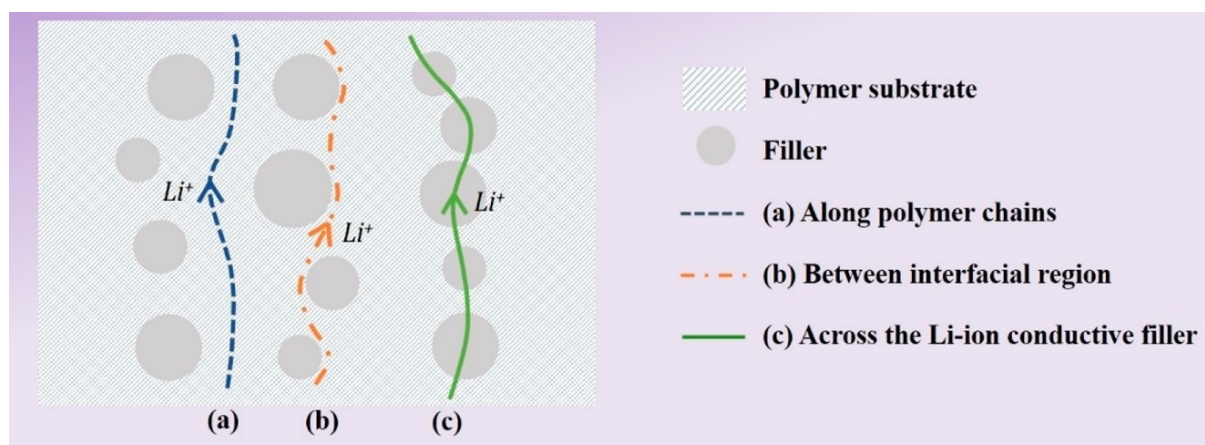 Li⁺
Li⁺
Li⁺
(a)
(b)
(c)
Polymer substrate
Filler
(a) Along polymer chains
(b) Between interfacial region
(c) Across the Li-ion conductive filler